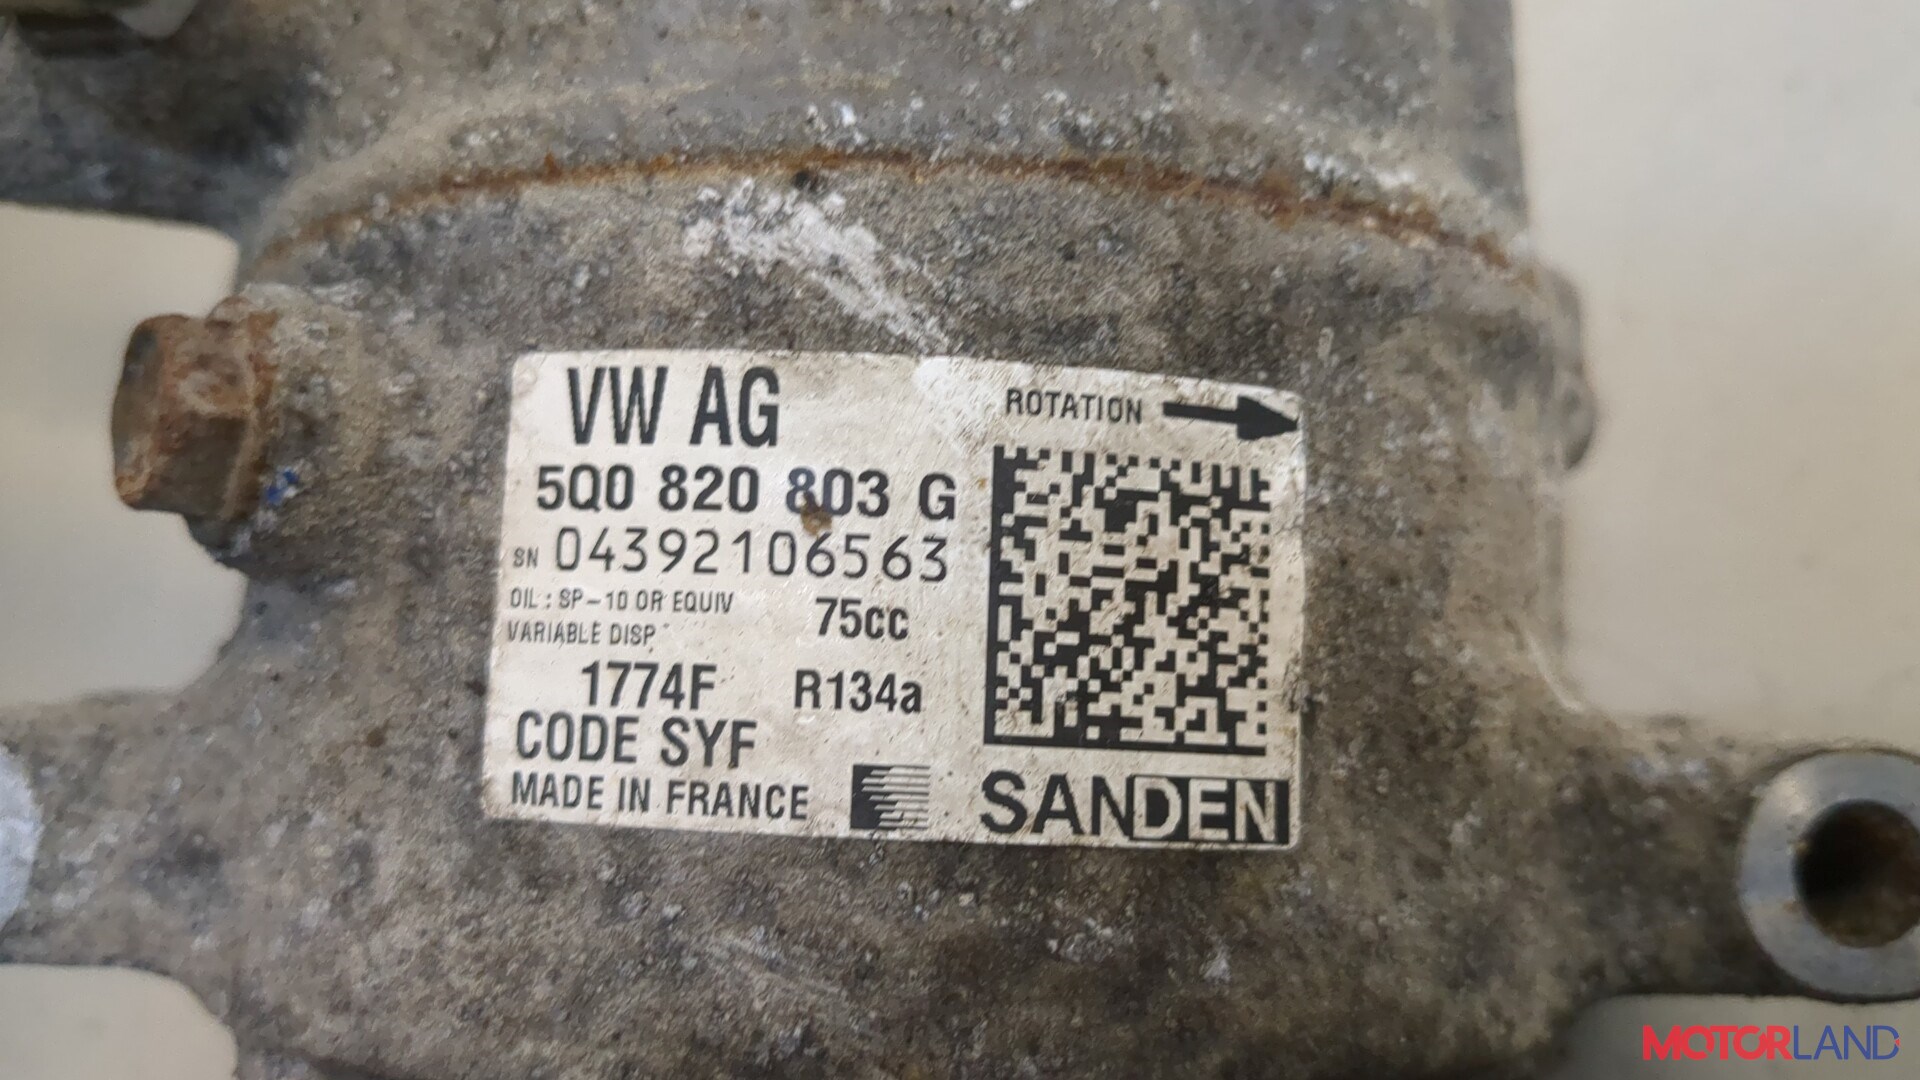 VW AG
ROTATION
5Q0 820 803 G
SN 04392106563
OIL : SP-10 OR EQUIV
75cc
VARIABLE DISP.
1774F R134a
CODE SYF
MADE IN FRANCE
SANDEN
MOTORLAND